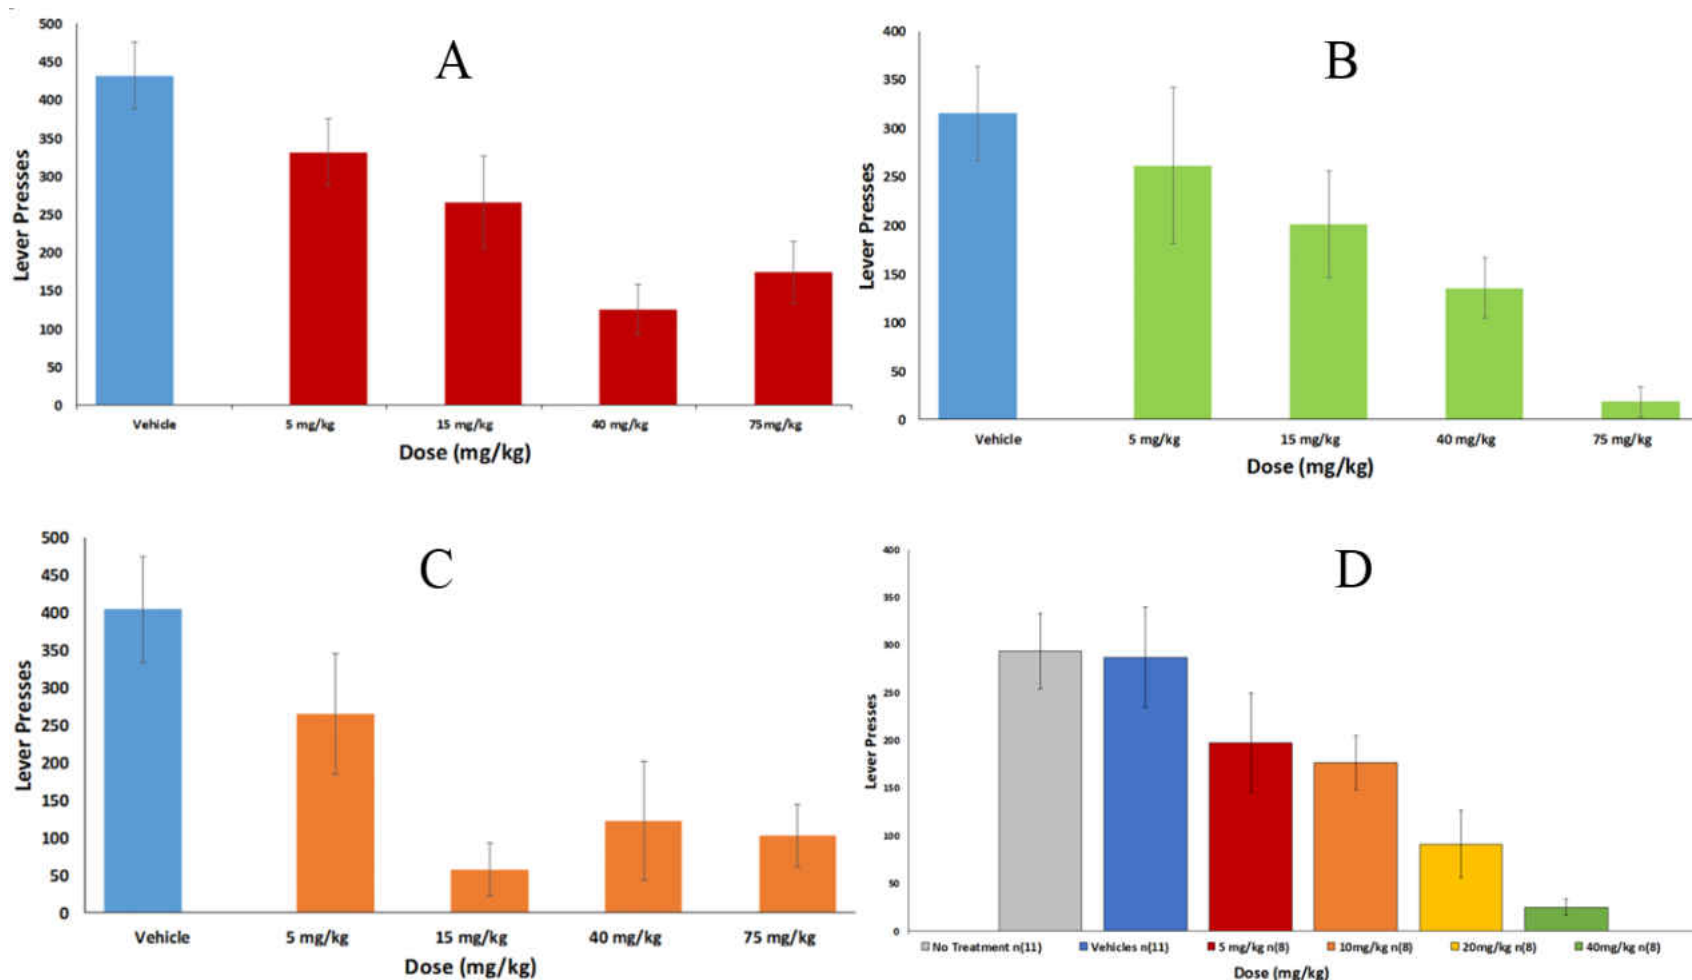 A
500
450
400
350
300
250
200
150
100
50
0
Lever Presses
Vehicle 5 mg/kg 15 mg/kg 40 mg/kg 75mg/kg
Dose (mg/kg)
B
400
350
300
250
200
150
100
50
0
Lever Presses
Vehicle 5 mg/kg 15 mg/kg 40 mg/kg 75 mg/kg
Dose (mg/kg)
C
500
450
400
350
300
250
200
150
100
50
0
Lever Presses
Vehicle 5 mg/kg 15 mg/kg 40 mg/kg 75 mg/kg
Dose (mg/kg)
D
400
350
300
250
200
150
100
50
0
Lever Presses
No Treatment n(11) Vehicles n(11) 5 mg/kg n(8) 10mg/kg n(8) 20mg/kg n(8) 40mg/kg n(8)
Dose (mg/kg)